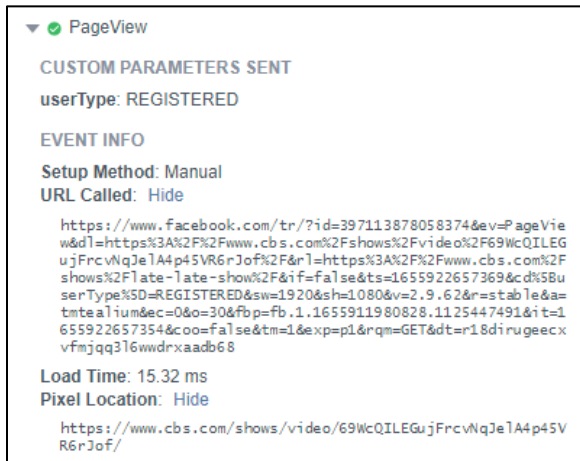 PageView
CUSTOM PARAMETERS SENT
userType: REGISTERED
EVENT INFO
Setup Method: Manual
URL Called: Hide
https://www.facebook.com/tr/?id=397113878058374&ev=PageVie
w&dl=https%3A%2F%2Fwww.cbs.com%2Fshows%2Fvideo%2F69WcQILEG
ujFrcvNqJelA4p45VR6rJof%2F&rl=https%3A%2F%2Fwww.cbs.com%2F
shows%2Flate-late-show%2F&if=false&ts=1655922657369&cd%5Bu
serType%5D=REGISTERED&sw=1920&sh=1080&v=2.9.62&r=stable&a=
tmtealium&ec=0&o=30&fbp=fb.1.1655911980828.1125447491&it=1
655922657354&coo=false&tm=1&exp=p1&rqm=GET&dt=r18dirugeecx
vfmjqq3l6wwdrxaadb68
Load Time: 15.32 ms
Pixel Location: Hide
https://www.cbs.com/shows/video/69WcQILEGujFrcvNqJelA4p45V
R6rJof/